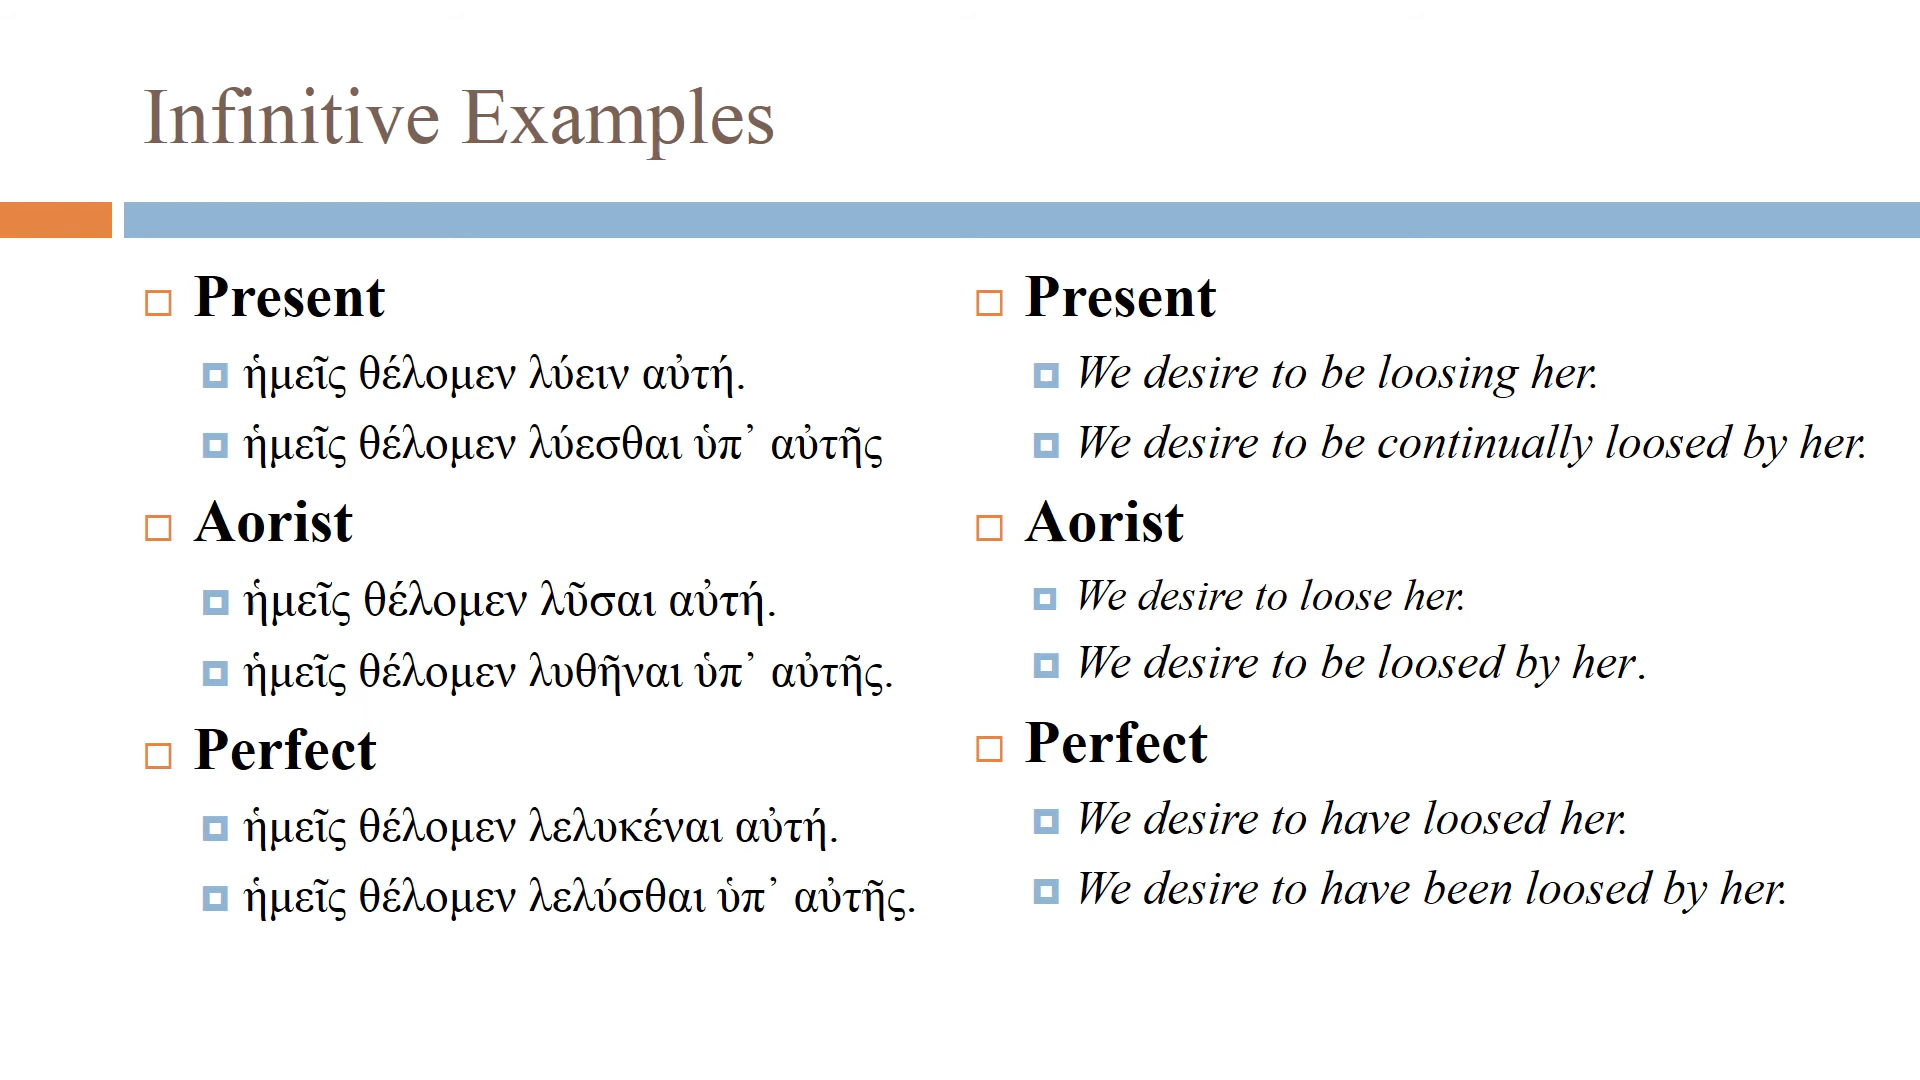 Infinitive Examples
Present
ἡμεῖς θέλομεν λύειν αὐτή.
ἡμεῖς θέλομεν λύεσθαι ὑπ᾽ αὐτῆς
Aorist
ἡμεῖς θέλομεν λῦσαι αὐτή.
ἡμεῖς θέλομεν λυθῆναι ὑπ᾽ αὐτῆς.
Perfect
ἡμεῖς θέλομεν λελυκέναι αὐτή.
ἡμεῖς θέλομεν λελύσθαι ὑπ᾽ αὐτῆς.
Present
We desire to be loosing her.
We desire to be continually loosed by her.
Aorist
We desire to loose her.
We desire to be loosed by her.
Perfect
We desire to have loosed her.
We desire to have been loosed by her.